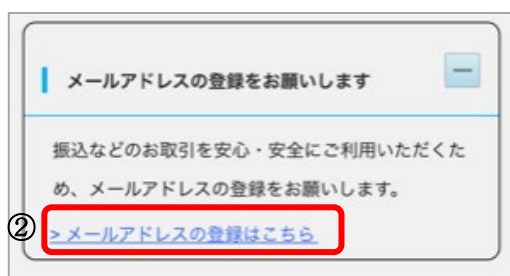 メールアドレスの登録をお願いします
振込などのお取引を安心・安全にご利用いただくた
め、メールアドレスの登録をお願いします。
② > メールアドレスの登録はこちら